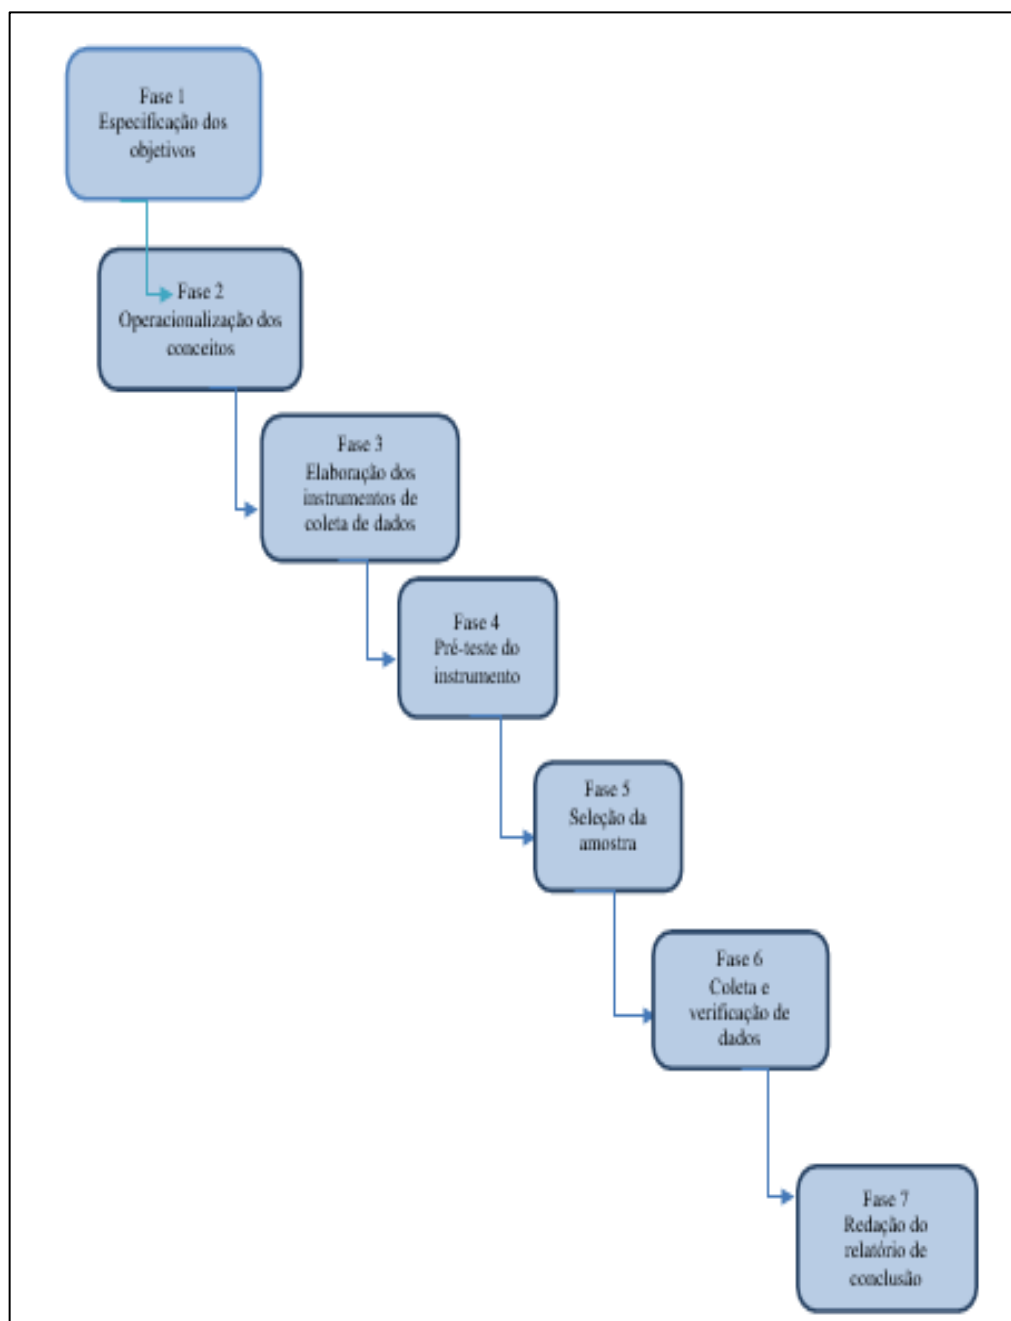 Fase 1
Especificação dos
objetivos
Fase 2
Operacionalização dos
conceitos
Fase 3
Elaboração dos
instrumentos de
coleta de dados
Fase 4
Pré-teste do
instrumento
Fase 5
Seleção da
amostra
Fase 6
Coleta e
verificação de
dados
Fase 7
Redação do
relatório de
conclusão